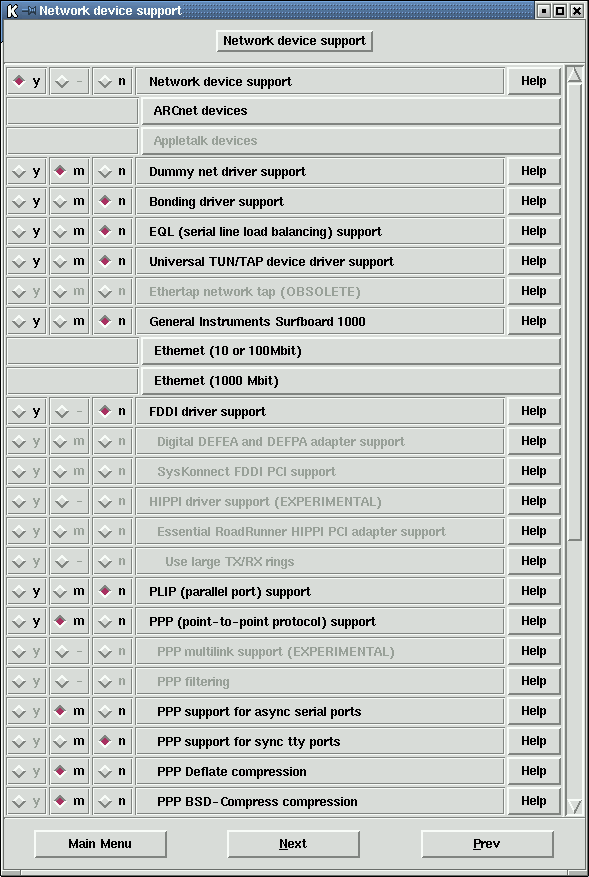 K Network device support
Network device support
y - n Network device support Help
ARCnet devices
Appletalk devices
y m n Dummy net driver support Help
y m n Bonding driver support Help
y m n EQL (serial line load balancing) support Help
y m n Universal TUN/TAP device driver support Help
y m n Ethertap network tap (OBSOLETE) Help
y m n General Instruments Surfboard 1000 Help
Ethernet (10 or 100Mbit)
Ethernet (1000 Mbit)
y - n FDDI driver support Help
y m n Digital DEFEA and DEFPA adapter support Help
y m n SysKonnect FDDI PCI support Help
y - n HIPPI driver support (EXPERIMENTAL) Help
y m n Essential RoadRunner HIPPI PCI adapter support Help
y - n Use large TX/RX rings Help
y m n PLIP (parallel port) support Help
y m n PPP (point-to-point protocol) support Help
y - n PPP multilink support (EXPERIMENTAL) Help
y - n PPP filtering Help
y m n PPP support for async serial ports Help
y m n PPP support for sync tty ports Help
y m n PPP Deflate compression Help
y m n PPP BSD-Compress compression Help
Main Menu Next Prev